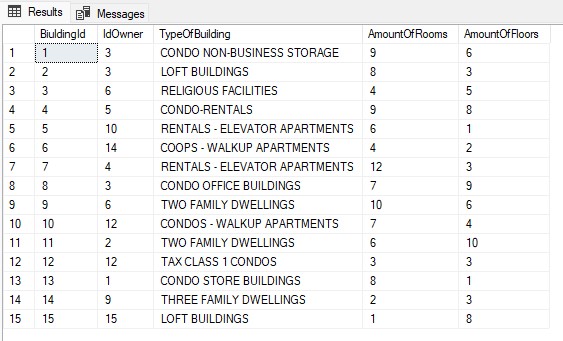 Results Messages
BiuldingId IdOwner TypeOfBuilding AmountOfRooms AmountOfFloors
1 1 3 CONDO NON-BUSINESS STORAGE 9 6
2 2 3 LOFT BUILDINGS 8 3
3 3 6 RELIGIOUS FACILITIES 4 5
4 4 5 CONDO-RENTALS 9 8
5 5 10 RENTALS - ELEVATOR APARTMENTS 6 1
6 6 14 COOPS - WALKUP APARTMENTS 4 2
7 7 4 RENTALS - ELEVATOR APARTMENTS 12 3
8 8 3 CONDO OFFICE BUILDINGS 7 9
9 9 6 TWO FAMILY DWELLINGS 10 6
10 10 12 CONDOS - WALKUP APARTMENTS 7 4
11 11 2 TWO FAMILY DWELLINGS 6 10
12 12 12 TAX CLASS 1 CONDOS 3 3
13 13 1 CONDO STORE BUILDINGS 8 1
14 14 9 THREE FAMILY DWELLINGS 2 3
15 15 15 LOFT BUILDINGS 1 8